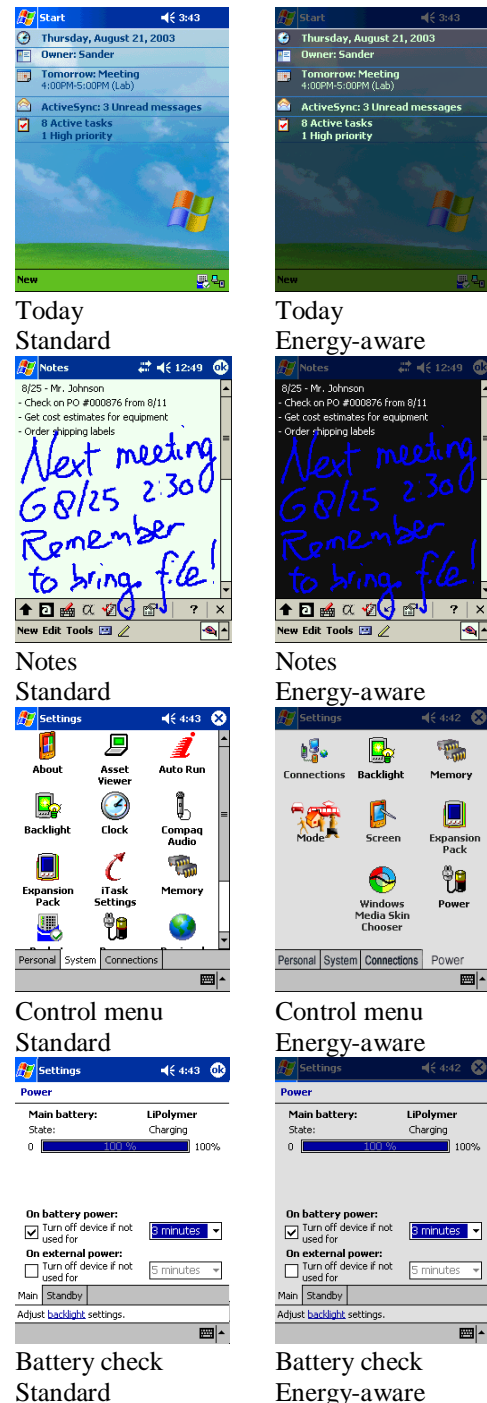 Start 3:43
Thursday, August 21, 2003
Owner: Sander
Tomorrow: Meeting
4:00PM-5:00PM (Lab)
ActiveSync: 3 Unread messages
8 Active tasks
1 High priority
New
Today
Standard
Start 3:43
Thursday, August 21, 2003
Owner: Sander
Tomorrow: Meeting
4:00PM-5:00PM (Lab)
ActiveSync: 3 Unread messages
8 Active tasks
1 High priority
New
Today
Energy-aware
Notes 12:49 ok
8/25 - Mr. Johnson
- Check on PO #000876 from 8/11
- Get cost estimates for equipment
- Order shipping labels
Next meeting
G 8/25 2:30
Remember
to bring file!
New Edit Tools
Notes
Standard
Notes 12:49 ok
8/25 - Mr. Johnson
- Check on PO #000876 from 8/11
- Get cost estimates for equipment
- Order shipping labels
Next meeting
G 8/25 2:30
Remember
to bring file!
New Edit Tools
Notes
Energy-aware
Settings 4:43
About Asset Viewer Auto Run
Backlight Clock Compaq Audio
Expansion Pack iTask Settings Memory
Personal System Connections
Control menu
Standard
Settings 4:42
Connections Backlight Memory
Mode Screen Expansion Pack
Windows Media Skin Chooser Power
Personal System Connections Power
Control menu
Energy-aware
Settings 4:43 ok
Power
Main battery: LiPolymer
State: Charging
0 100 % 100%
On battery power:
Turn off device if not used for 3 minutes
On external power:
Turn off device if not used for 5 minutes
Main Standby
Adjust backlight settings.
Battery check
Standard
Settings 4:42
Power
Main battery: LiPolymer
State: Charging
0 100 % 100%
On battery power:
Turn off device if not used for 3 minutes
On external power:
Turn off device if not used for 5 minutes
Main Standby
Adjust backlight settings.
Battery check
Energy-aware